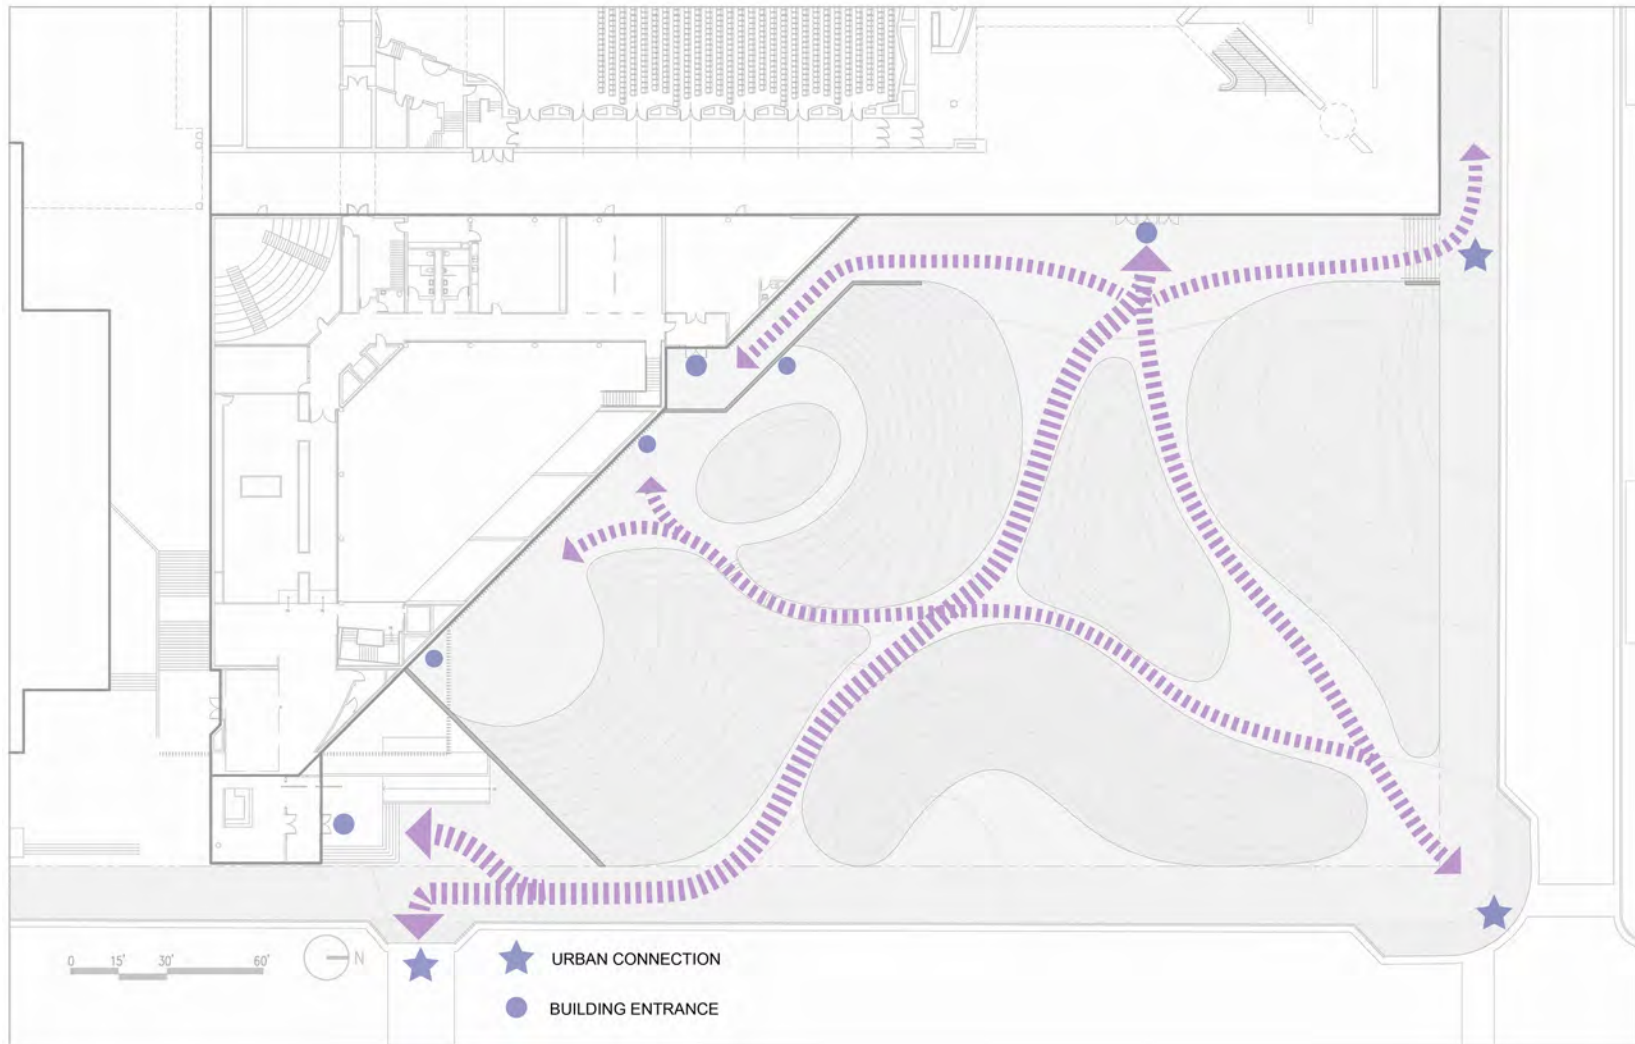 0 15' 30' 60'
N
URBAN CONNECTION
BUILDING ENTRANCE